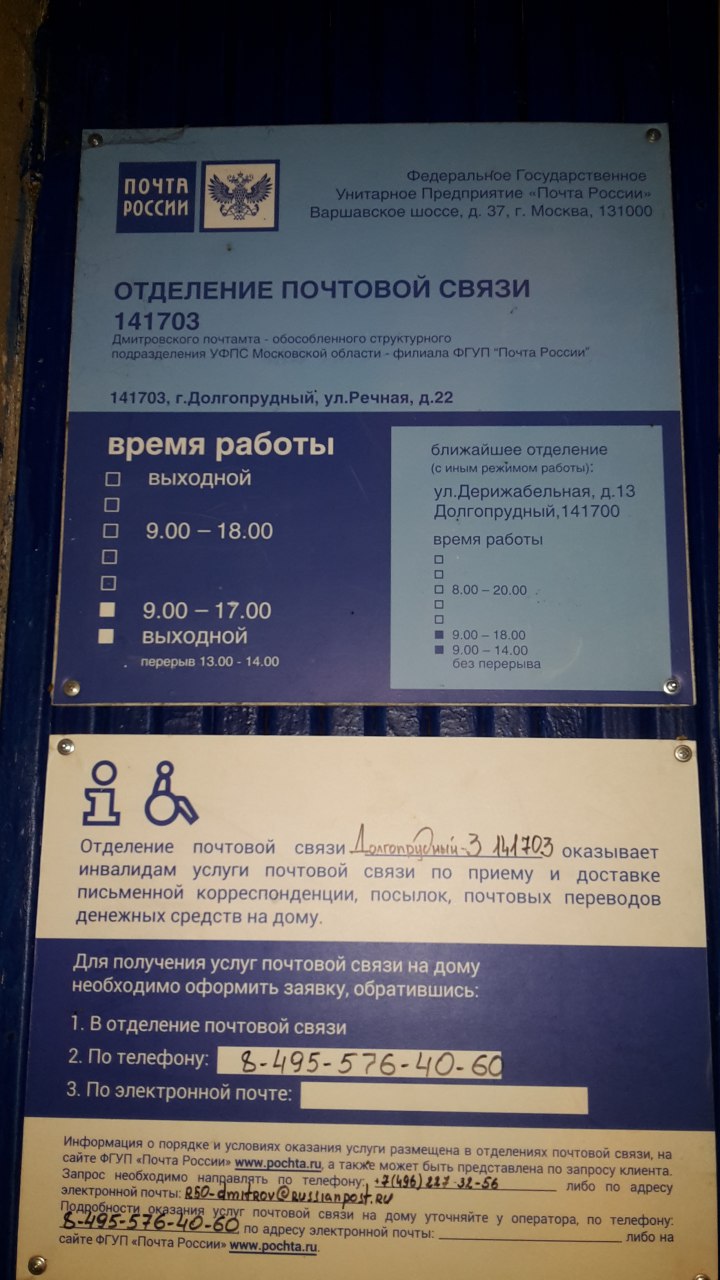 ПОЧТА
РОССИИ
Федеральное Государственное
Унитарное Предприятие «Почта России»
Варшавское шоссе, д. 37, г. Москва, 131000
ОТДЕЛЕНИЕ ПОЧТОВОЙ СВЯЗИ
141703
Дмитровского почтамта - обособленного структурного
подразделения УФПС Московской области - филиала ФГУП "Почта России"
141703, г.Долгопрудный, ул.Речная, д.22
время работы
выходной
9.00 – 18.00
9.00 – 17.00
выходной
перерыв 13.00 - 14.00
ближайшее отделение
(с иным режимом работы):
ул.Дерижабельная, д.13
Долгопрудный,141700
время работы
8.00 – 20.00
9.00 – 18.00
9.00 – 14.00
без перерыва
Отделение почтовой связи Долгопрудный-3 141703 оказывает
инвалидам услуги почтовой связи по приему и доставке
письменной корреспонденции, посылок, почтовых переводов
денежных средств на дому.
Для получения услуг почтовой связи на дому
необходимо оформить заявку, обратившись:
1. В отделение почтовой связи
2. По телефону: 8-495-576-40-60
3. По электронной почте:
Информация о порядке и условиях оказания услуги размещена в отделениях почтовой связи, на
сайте ФГУП «Почта России» www.pochta.ru, а также может быть представлена по запросу клиента.
Запрос необходимо направлять по телефону: +7(496) 227-32-56 либо по адресу
электронной почты: R50-dmitrov@russianpost.ru
Подробности оказания услуг почтовой связи на дому уточняйте у оператора, по телефону:
8-495-576-40-60 по адресу электронной почты: либо на
сайте ФГУП «Почта России» www.pochta.ru.